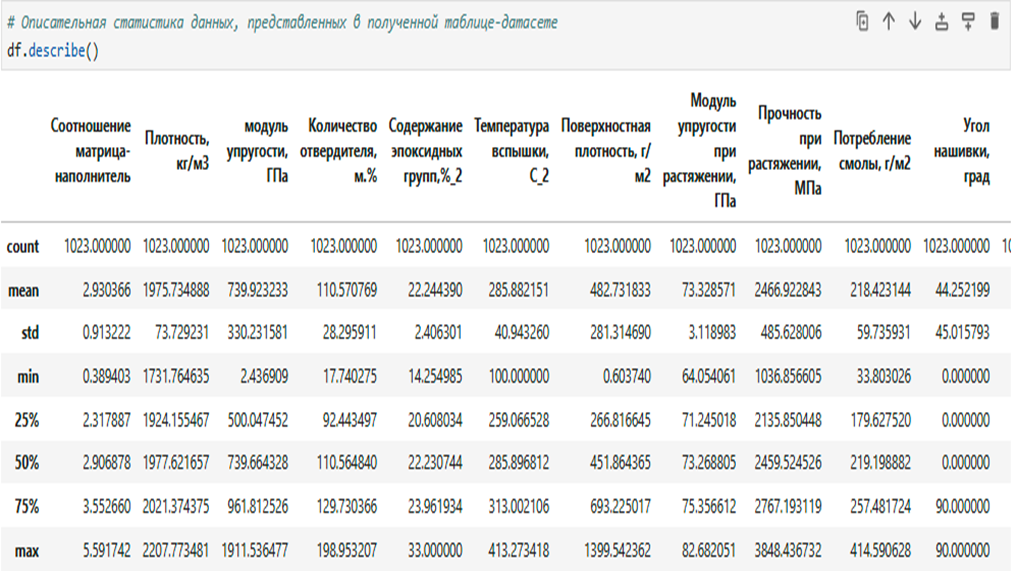 # Описательная статистика данных, представленных в полученной таблице-датасете
df.describe()
Соотношение матрица-наполнитель Плотность, кг/м3 модуль упругости, ГПа Количество отвердителя, м.% Содержание эпоксидных групп,%_2 Температура вспышки, С_2 Поверхностная плотность, г/м2 Модуль упругости при растяжении, ГПа Прочность при растяжении, МПа Потребление смолы, г/м2 Угол нашивки, град
count 1023.000000 1023.000000 1023.000000 1023.000000 1023.000000 1023.000000 1023.000000 1023.000000 1023.000000 1023.000000 1023.000000 10
mean 2.930366 1975.734888 739.923233 110.570769 22.244390 285.882151 482.731833 73.328571 2466.922843 218.423144 44.252199
std 0.913222 73.729231 330.231581 28.295911 2.406301 40.943260 281.314690 3.118983 485.628006 59.735931 45.015793
min 0.389403 1731.764635 2.436909 17.740275 14.254985 100.000000 0.603740 64.054061 1036.856605 33.803026 0.000000
25% 2.317887 1924.155467 500.047452 92.443497 20.608034 259.066528 266.816645 71.245018 2135.850448 179.627520 0.000000
50% 2.906878 1977.621657 739.664328 110.564840 22.230744 285.896812 451.864365 73.268805 2459.524526 219.198882 0.000000
75% 3.552660 2021.374375 961.812526 129.730366 23.961934 313.002106 693.225017 75.356612 2767.193119 257.481724 90.000000
max 5.591742 2207.773481 1911.536477 198.953207 33.000000 413.273418 1399.542362 82.682051 3848.436732 414.590628 90.000000